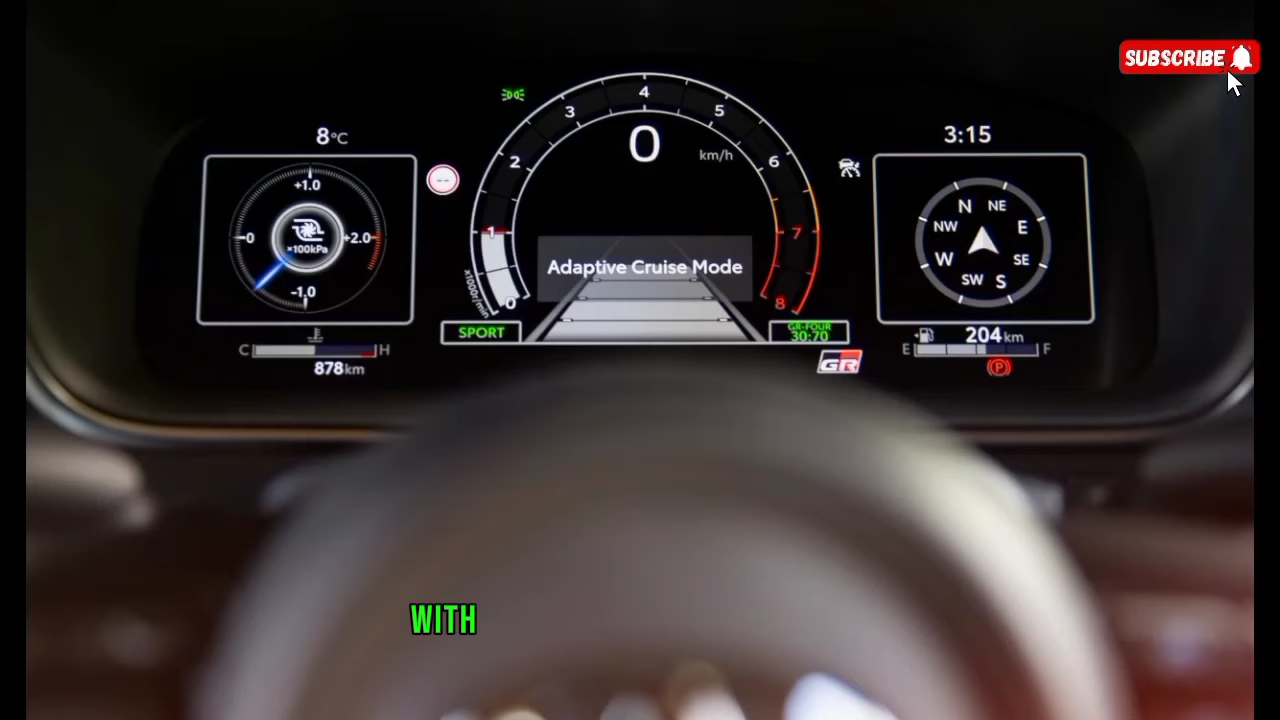 SUBSCRIBE
8°C
+1.0
0
×100kPa
+2.0
-1.0
C
H
878km
--
x1000r/min
0
1
2
3
4
5
6
7
8
0
km/h
Adaptive Cruise Mode
SPORT
GR-FOUR
30:70
GR
3:15
N
NE
E
SE
S
SW
W
NW
204km
E
F
P
WITH